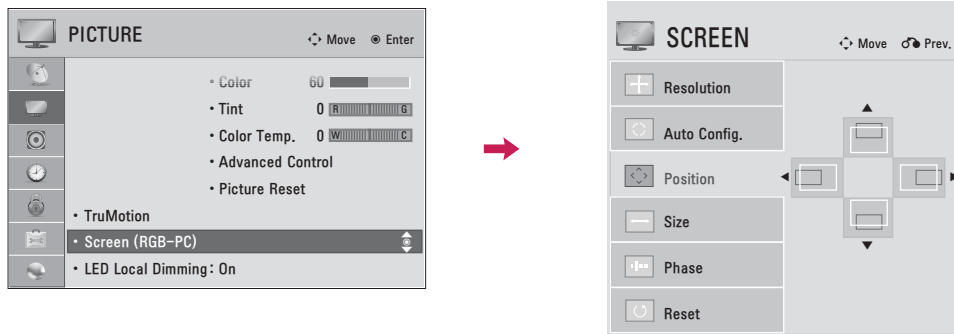 PICTURE
Move Enter
• Color 60
• Tint 0 R G
• Color Temp. 0 W C
• Advanced Control
• Picture Reset
• TruMotion
• Screen (RGB-PC)
• LED Local Dimming: On
SCREEN
Move Prev.
Resolution
Auto Config.
Position
Size
Phase
Reset